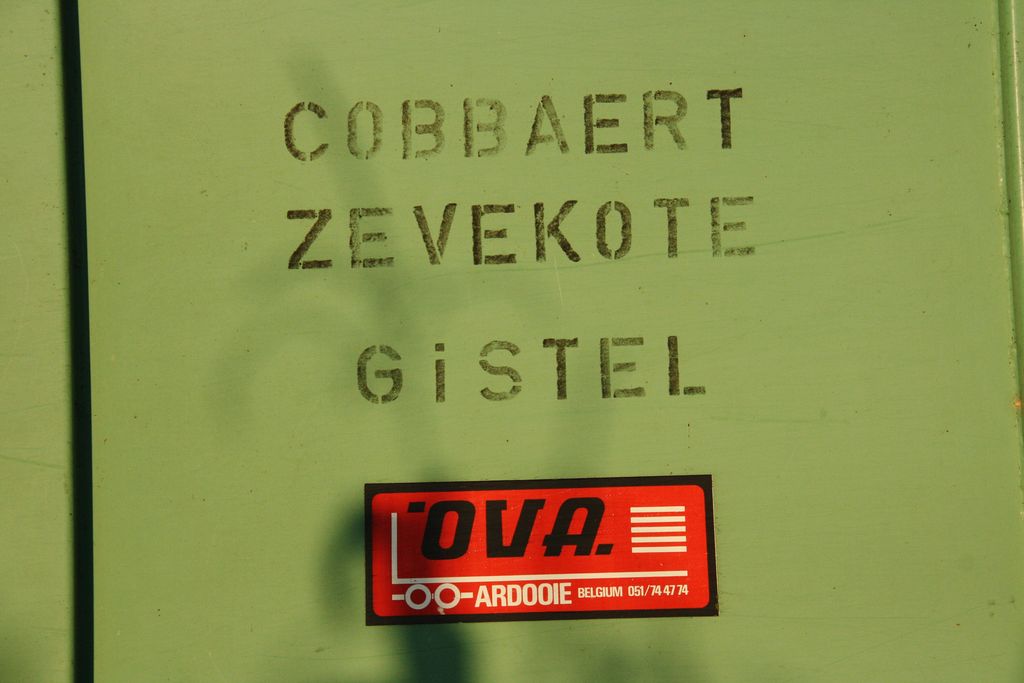 COBBAERT
ZEVEKOTE
GiSTEL
OVA.
ARDOOIE BELGIUM 051/74 47 74